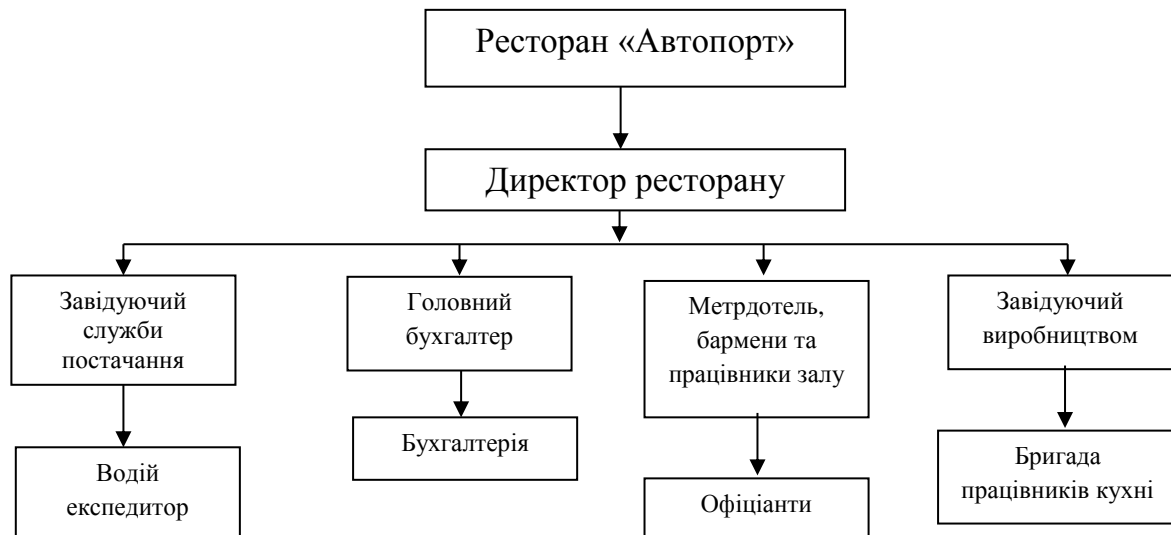 Ресторан «Автопорт»
Директор ресторану
Завідуючий
служби
постачання
Головний
бухгалтер
Метрдотель,
бармени та
працівники залу
Завідуючий
виробництвом
Водій
експедитор
Бухгалтерія
Офіціанти
Бригада
працівників кухні